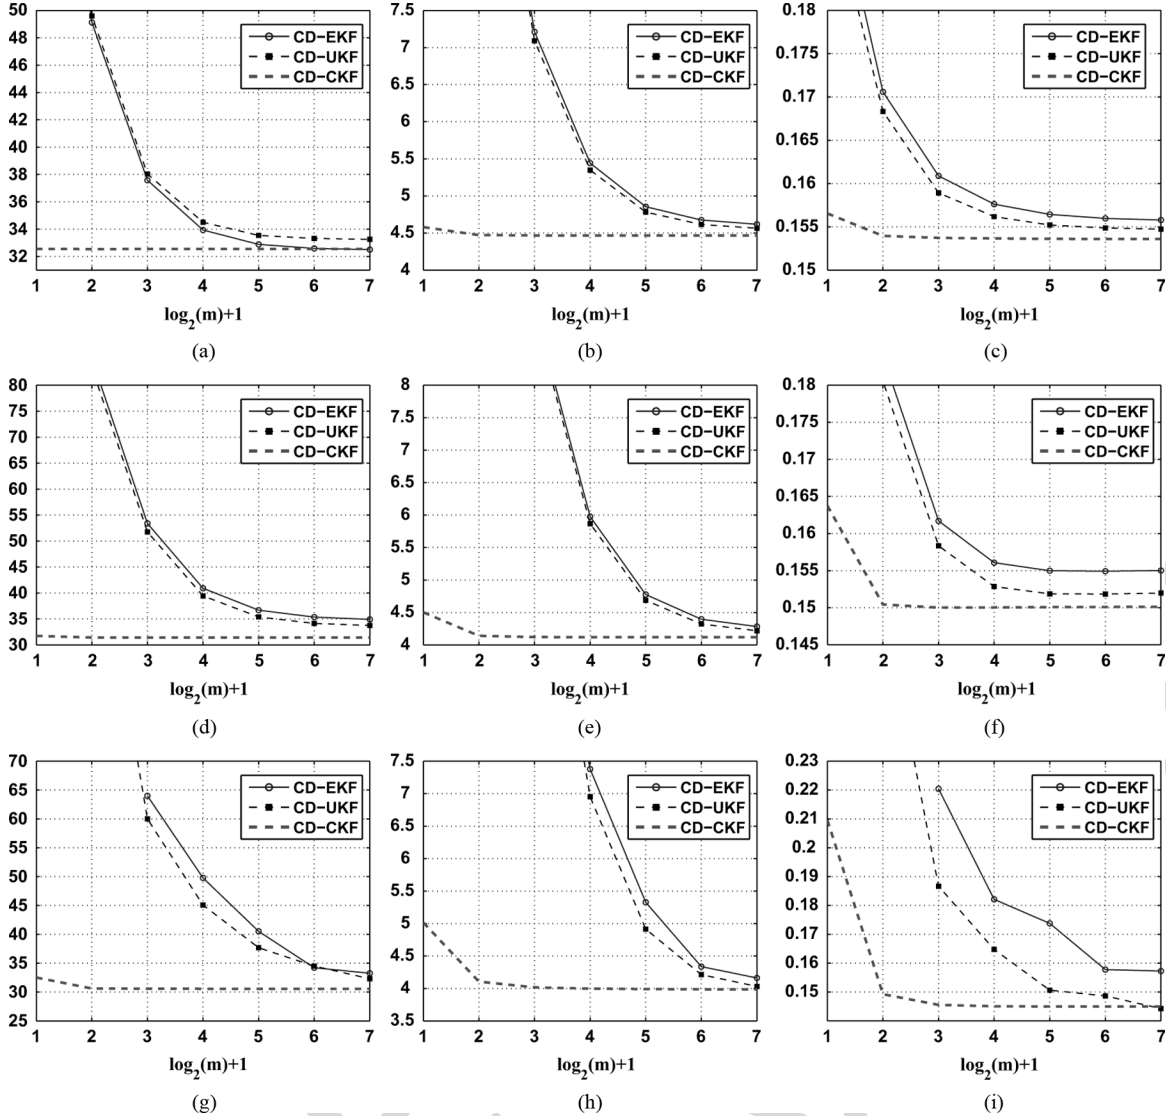 50
48
46
44
42
40
38
36
34
32
1 2 3 4 5 6 7
CD-EKF
CD-UKF
CD-CKF
log2(m)+1
(a)
7.5
7
6.5
6
5.5
5
4.5
4
1 2 3 4 5 6 7
CD-EKF
CD-UKF
CD-CKF
log2(m)+1
(b)
0.18
0.175
0.17
0.165
0.16
0.155
0.15
1 2 3 4 5 6 7
CD-EKF
CD-UKF
CD-CKF
log2(m)+1
(c)
80
75
70
65
60
55
50
45
40
35
30
1 2 3 4 5 6 7
CD-EKF
CD-UKF
CD-CKF
log2(m)+1
(d)
8
7.5
7
6.5
6
5.5
5
4.5
4
1 2 3 4 5 6 7
CD-EKF
CD-UKF
CD-CKF
log2(m)+1
(e)
0.18
0.175
0.17
0.165
0.16
0.155
0.15
0.145
1 2 3 4 5 6 7
CD-EKF
CD-UKF
CD-CKF
log2(m)+1
(f)
70
65
60
55
50
45
40
35
30
25
1 2 3 4 5 6 7
CD-EKF
CD-UKF
CD-CKF
log2(m)+1
(g)
7.5
7
6.5
6
5.5
5
4.5
4
3.5
1 2 3 4 5 6 7
CD-EKF
CD-UKF
CD-CKF
log2(m)+1
(h)
0.23
0.22
0.21
0.2
0.19
0.18
0.17
0.16
0.15
1 2 3 4 5 6 7
CD-EKF
CD-UKF
CD-CKF
log2(m)+1
(i)